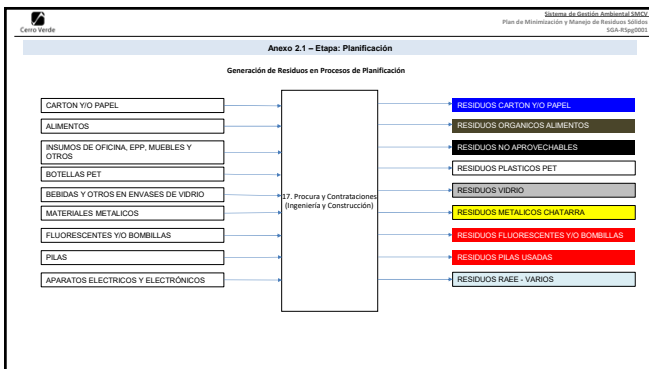 Cerro Verde
Sistema de Gestión Ambiental SMCV
Plan de Minimización y Manejo de Residuos Sólidos
SGA-RSpg0001
Anexo 2.1 – Etapa: Planificación
Generación de Residuos en Procesos de Planificación
CARTON Y/O PAPEL
ALIMENTOS
INSUMOS DE OFICINA, EPP, MUEBLES Y
OTROS
BOTELLAS PET
BEBIDAS Y OTROS EN ENVASES DE VIDRIO
MATERIALES METALICOS
FLUORESCENTES Y/O BOMBILLAS
PILAS
APARATOS ELECTRICOS Y ELECTRÓNICOS
17. Procura y Contrataciones
(Ingeniería y Construcción)
RESIDUOS CARTON Y/O PAPEL
RESIDUOS ORGANICOS ALIMENTOS
RESIDUOS NO APROVECHABLES
RESIDUOS PLASTICOS PET
RESIDUOS VIDRIO
RESIDUOS METALICOS CHATARRA
RESIDUOS FLUORESCENTES Y/O BOMBILLAS
RESIDUOS PILAS USADAS
RESIDUOS RAEE - VARIOS